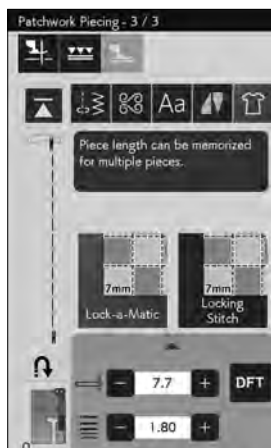 Patchwork Piecing - 3 / 3
Aa
Piece length can be memorized
for multiple pieces.
7mm
7mm
Lock-a-Matic
Locking
Stitch
7.7
DFT
1.80